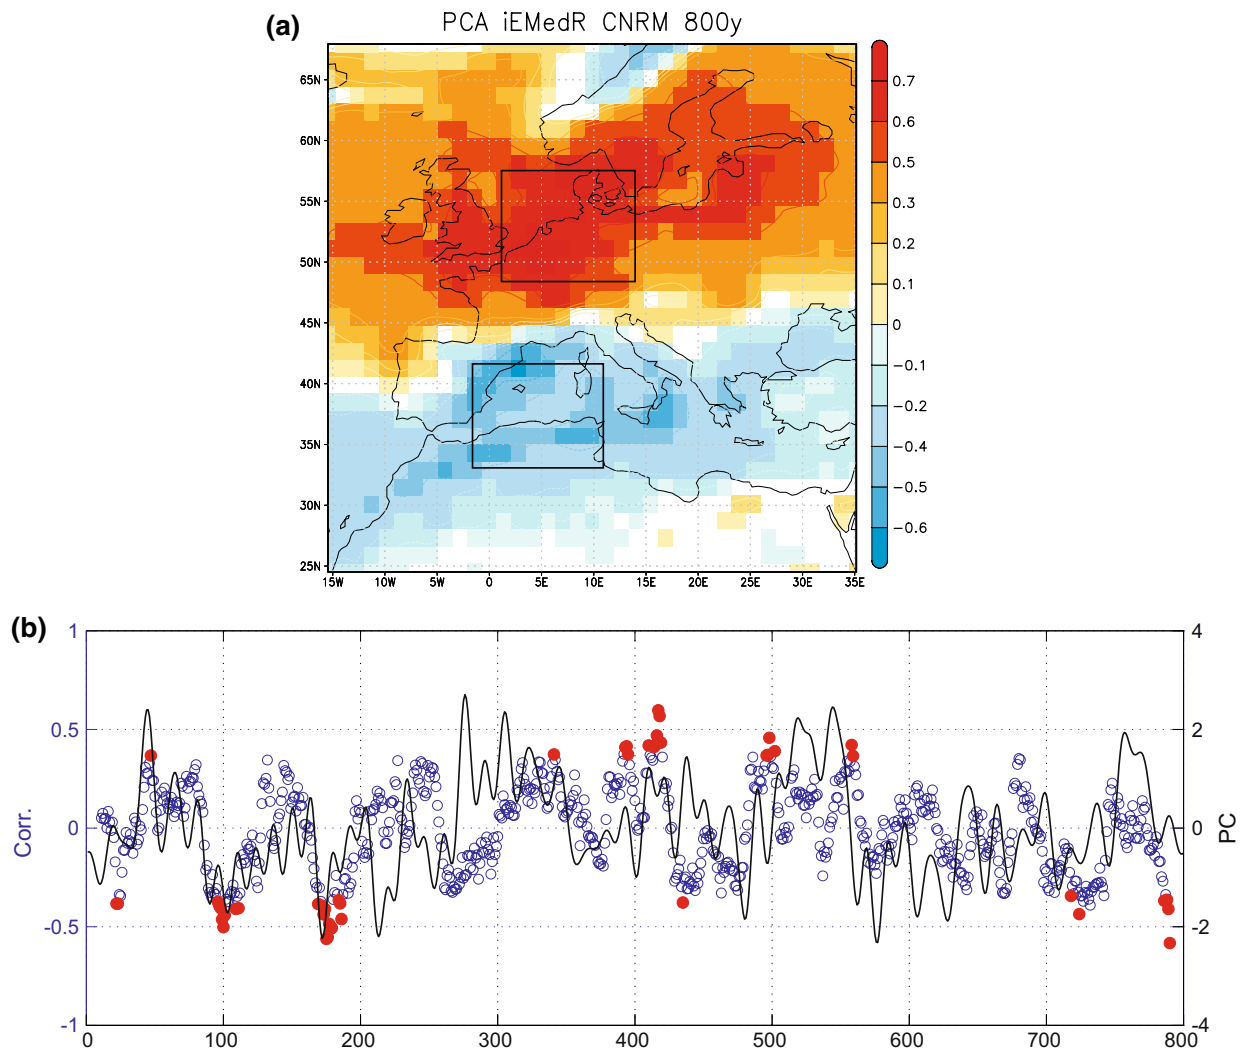 (a)
PCA iEMedR CNRM 800y
65N
60N
55N
50N
45N
40N
35N
30N
25N
15W 10W 5W 0 5E 10E 15E 20E 25E 30E 35E
0.7
0.6
0.5
0.3
0.2
0.1
0
−0.1
−0.2
−0.4
−0.5
−0.6
(b)
1
0.5
0
-0.5
-1
Corr.
4
2
0
-2
-4
PC
0 100 200 300 400 500 600 700 800